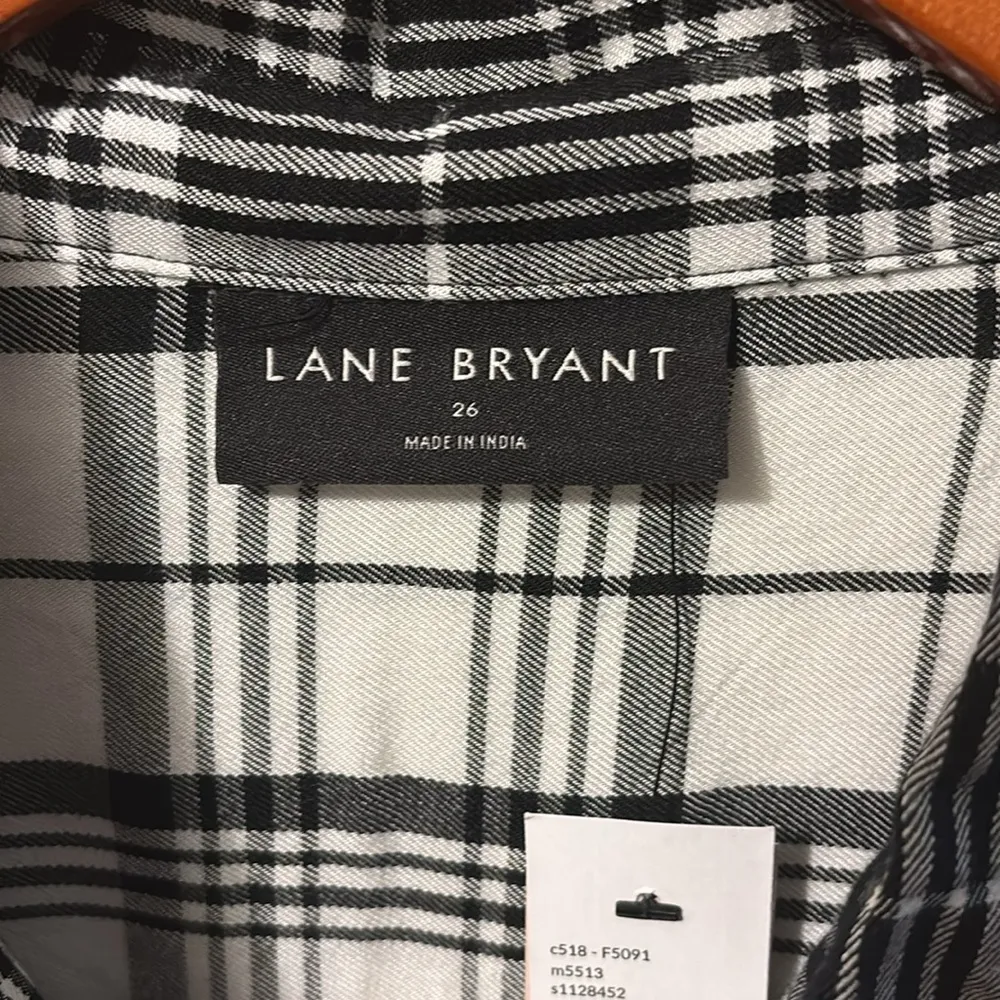 LANE BRYANT
26
MADE IN INDIA
c518 - F5091
m5513
s1128452